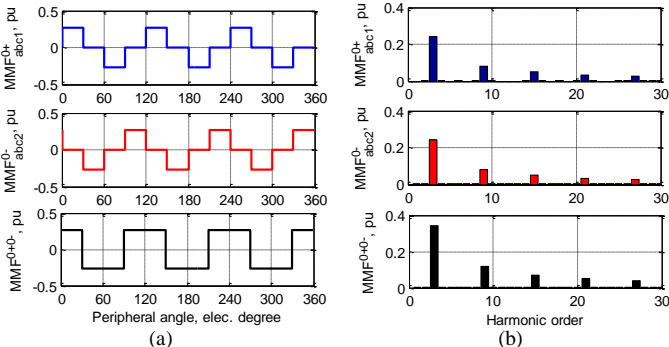 0.5
0
-0.5
MMF0+abc1, pu
0 60 120 180 240 300 360
0.5
0
-0.5
MMF0-abc2, pu
0 60 120 180 240 300 360
0.5
0
-0.5
MMF0+0-, pu
0 60 120 180 240 300 360
Peripheral angle, elec. degree
(a)
0.4
0.2
0
MMF0+abc1, pu
0 10 20 30
0.4
0.2
0
MMF0-abc2, pu
0 10 20 30
0.4
0.2
0
MMF0+0-, pu
0 10 20 30
Harmonic order
(b)